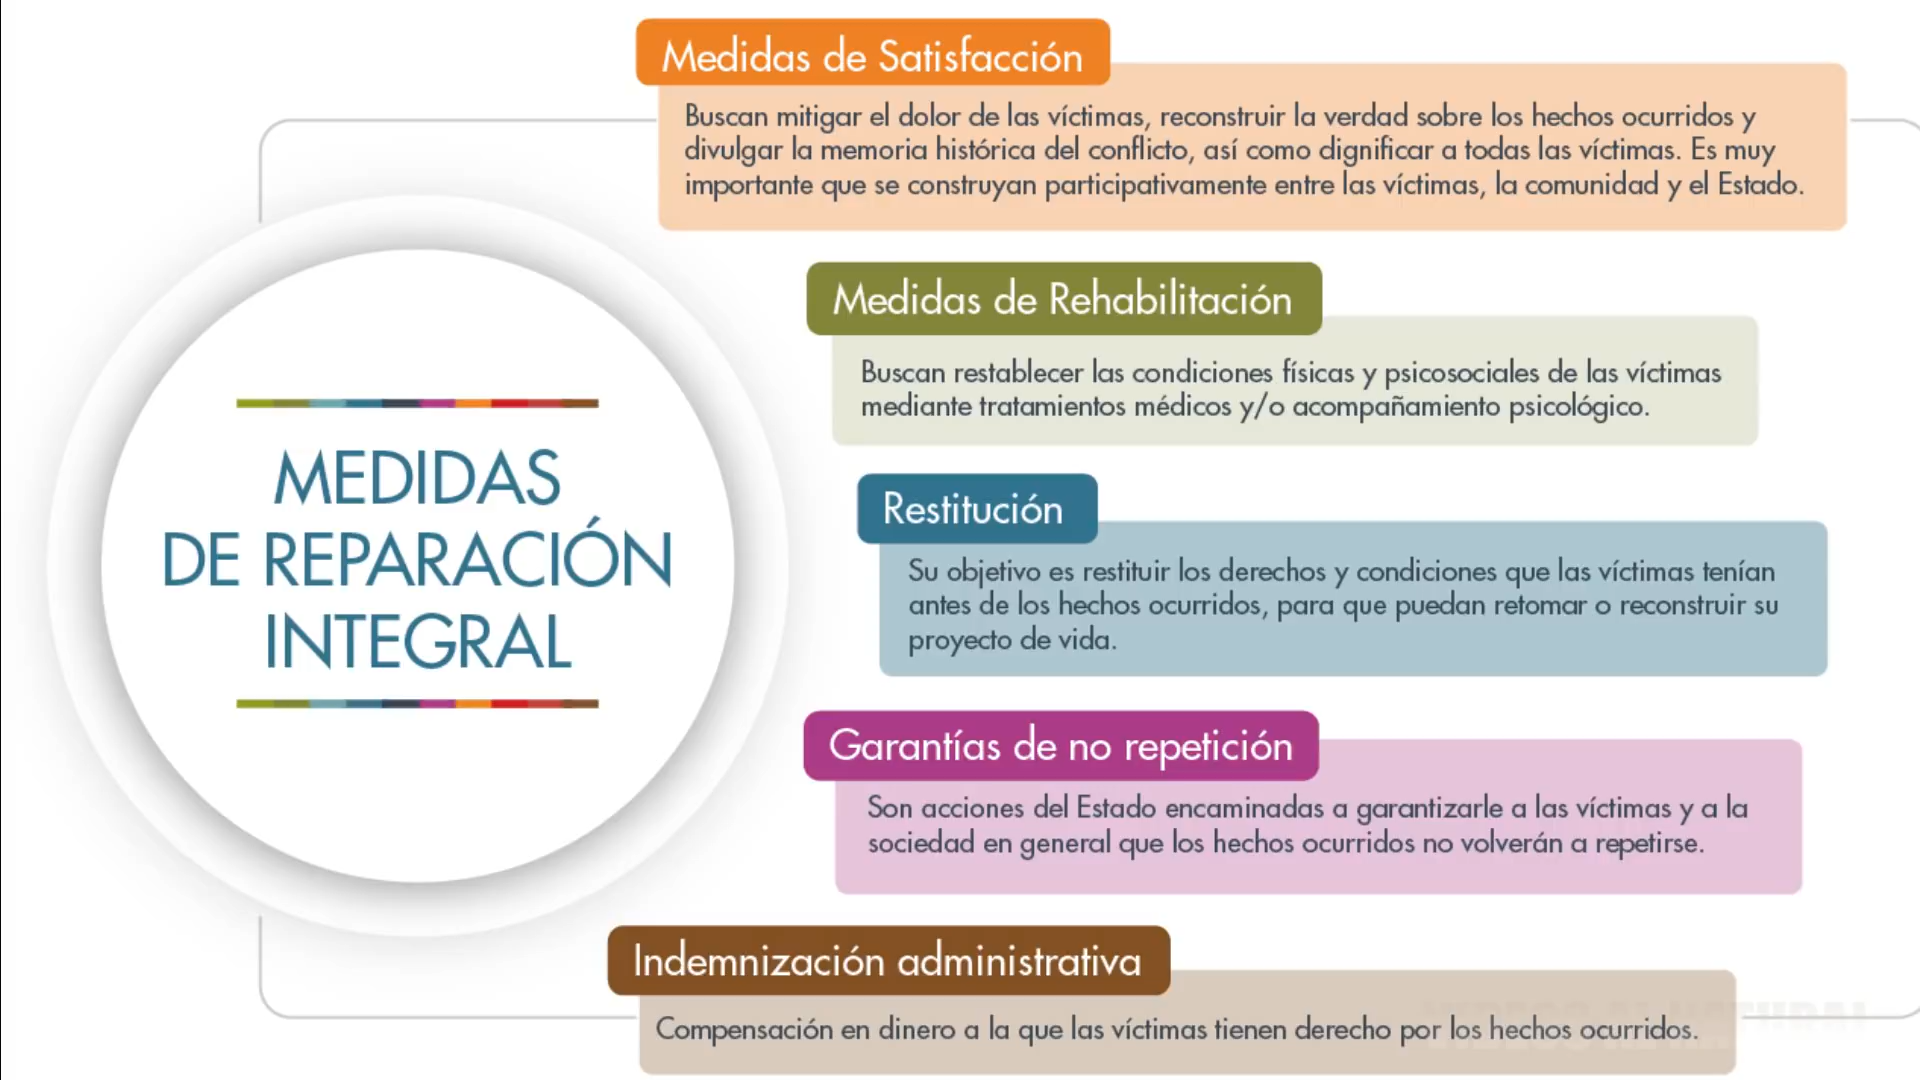 MEDIDAS
DE REPARACIÓN
INTEGRAL
Medidas de Satisfacción
Buscan mitigar el dolor de las víctimas, reconstruir la verdad sobre los hechos ocurridos y
divulgar la memoria histórica del conflicto, así como dignificar a todas las víctimas. Es muy
importante que se construyan participativamente entre las víctimas, la comunidad y el Estado.
Medidas de Rehabilitación
Buscan restablecer las condiciones físicas y psicosociales de las víctimas
mediante tratamientos médicos y/o acompañamiento psicológico.
Restitución
Su objetivo es restituir los derechos y condiciones que las víctimas tenían
antes de los hechos ocurridos, para que puedan retomar o reconstruir su
proyecto de vida.
Garantías de no repetición
Son acciones del Estado encaminadas a garantizarle a las víctimas y a la
sociedad en general que los hechos ocurridos no volverán a repetirse.
Indemnización administrativa
Compensación en dinero a la que las víctimas tienen derecho por los hechos ocurridos.